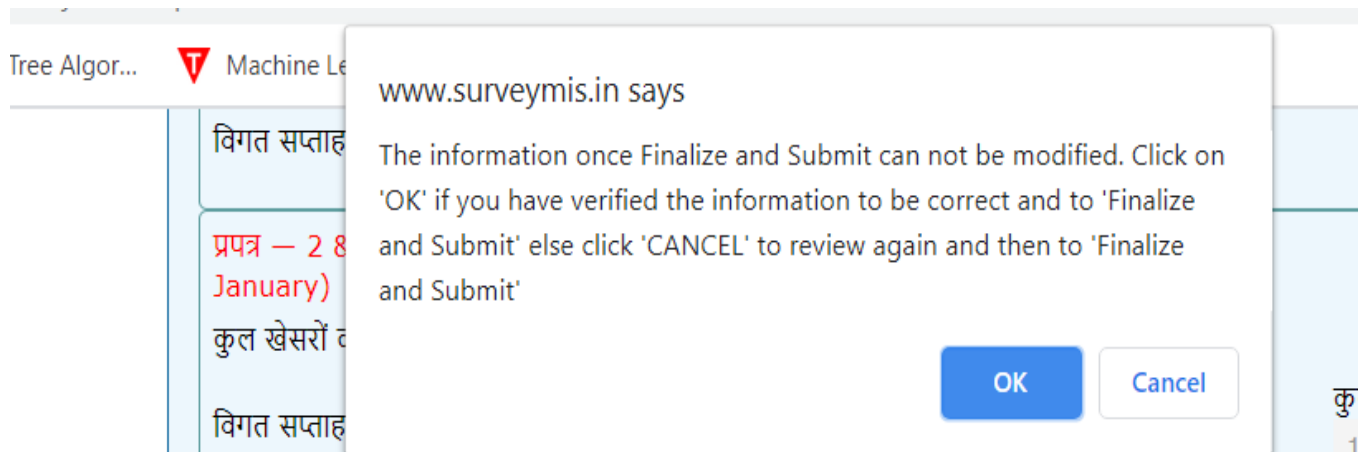 Tree Algor...
T Machine Le
www.surveymis.in says
The information once Finalize and Submit can not be modified. Click on
'OK' if you have verified the information to be correct and to 'Finalize
and Submit' else click 'CANCEL' to review again and then to 'Finalize
and Submit'
OK
Cancel
विगत सप्ताह
प्रपत्र – 2 &
January)
कुल खेसरों
विगत सप्ताह
कु
1